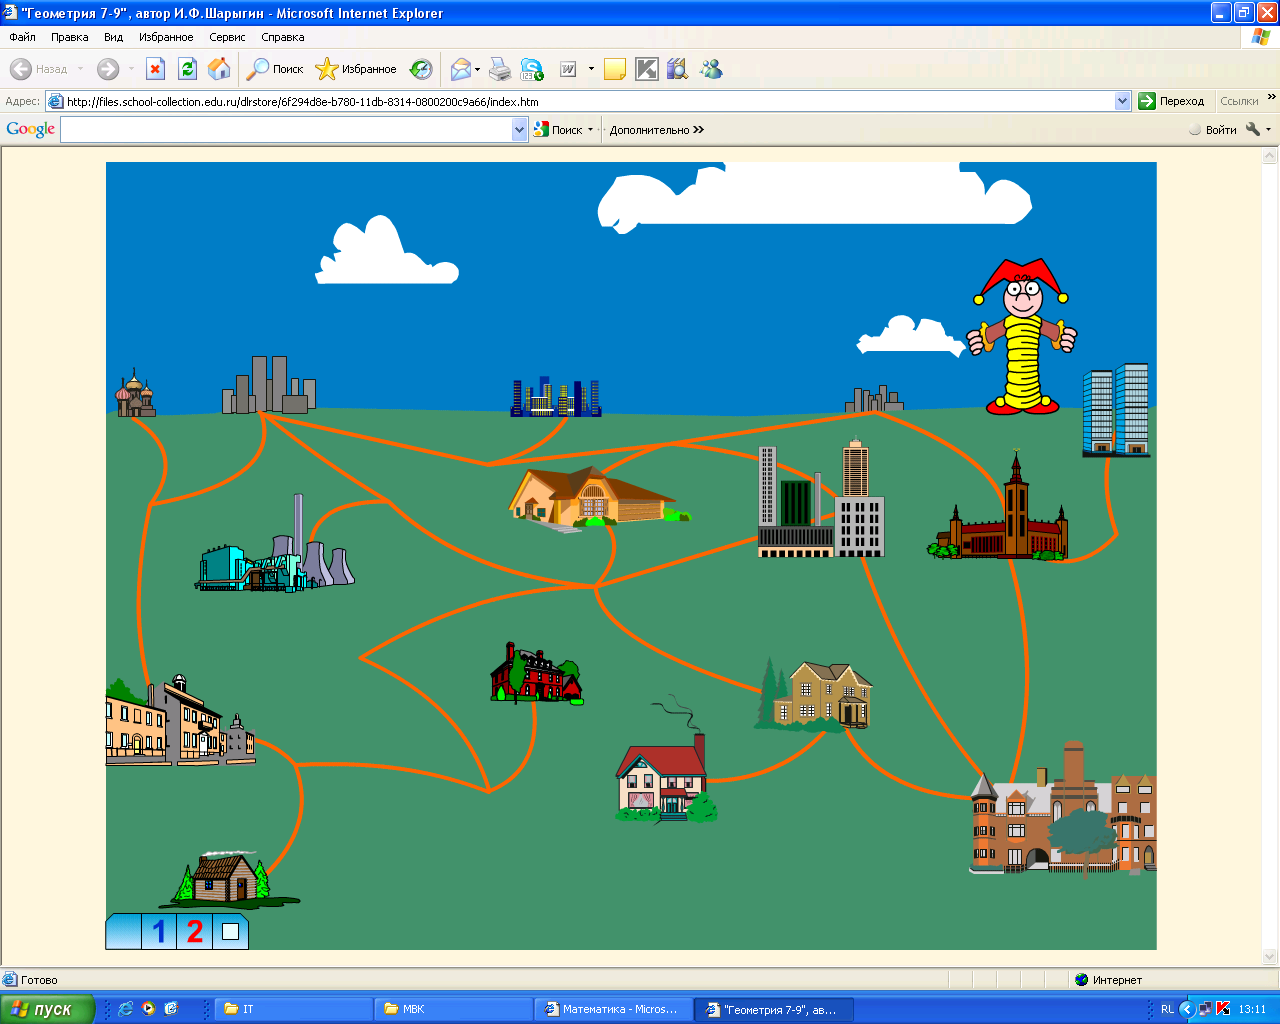 "Геометрия 7-9", автор И.Ф.Шарыгин - Microsoft Internet Explorer
Файл Правка Вид Избранное Сервис Справка
Назад Поиск Избранное
Адрес: http://files.school-collection.edu.ru/dlrstore/6f294d8e-b780-11db-8314-0800200c9a66/index.htm Переход Ссылки »
Google Поиск Дополнительно » Войти
1 2
Готово Интернет
пуск IT МВК Математика - Micros... "Геометрия 7-9", ав... RL 13:11